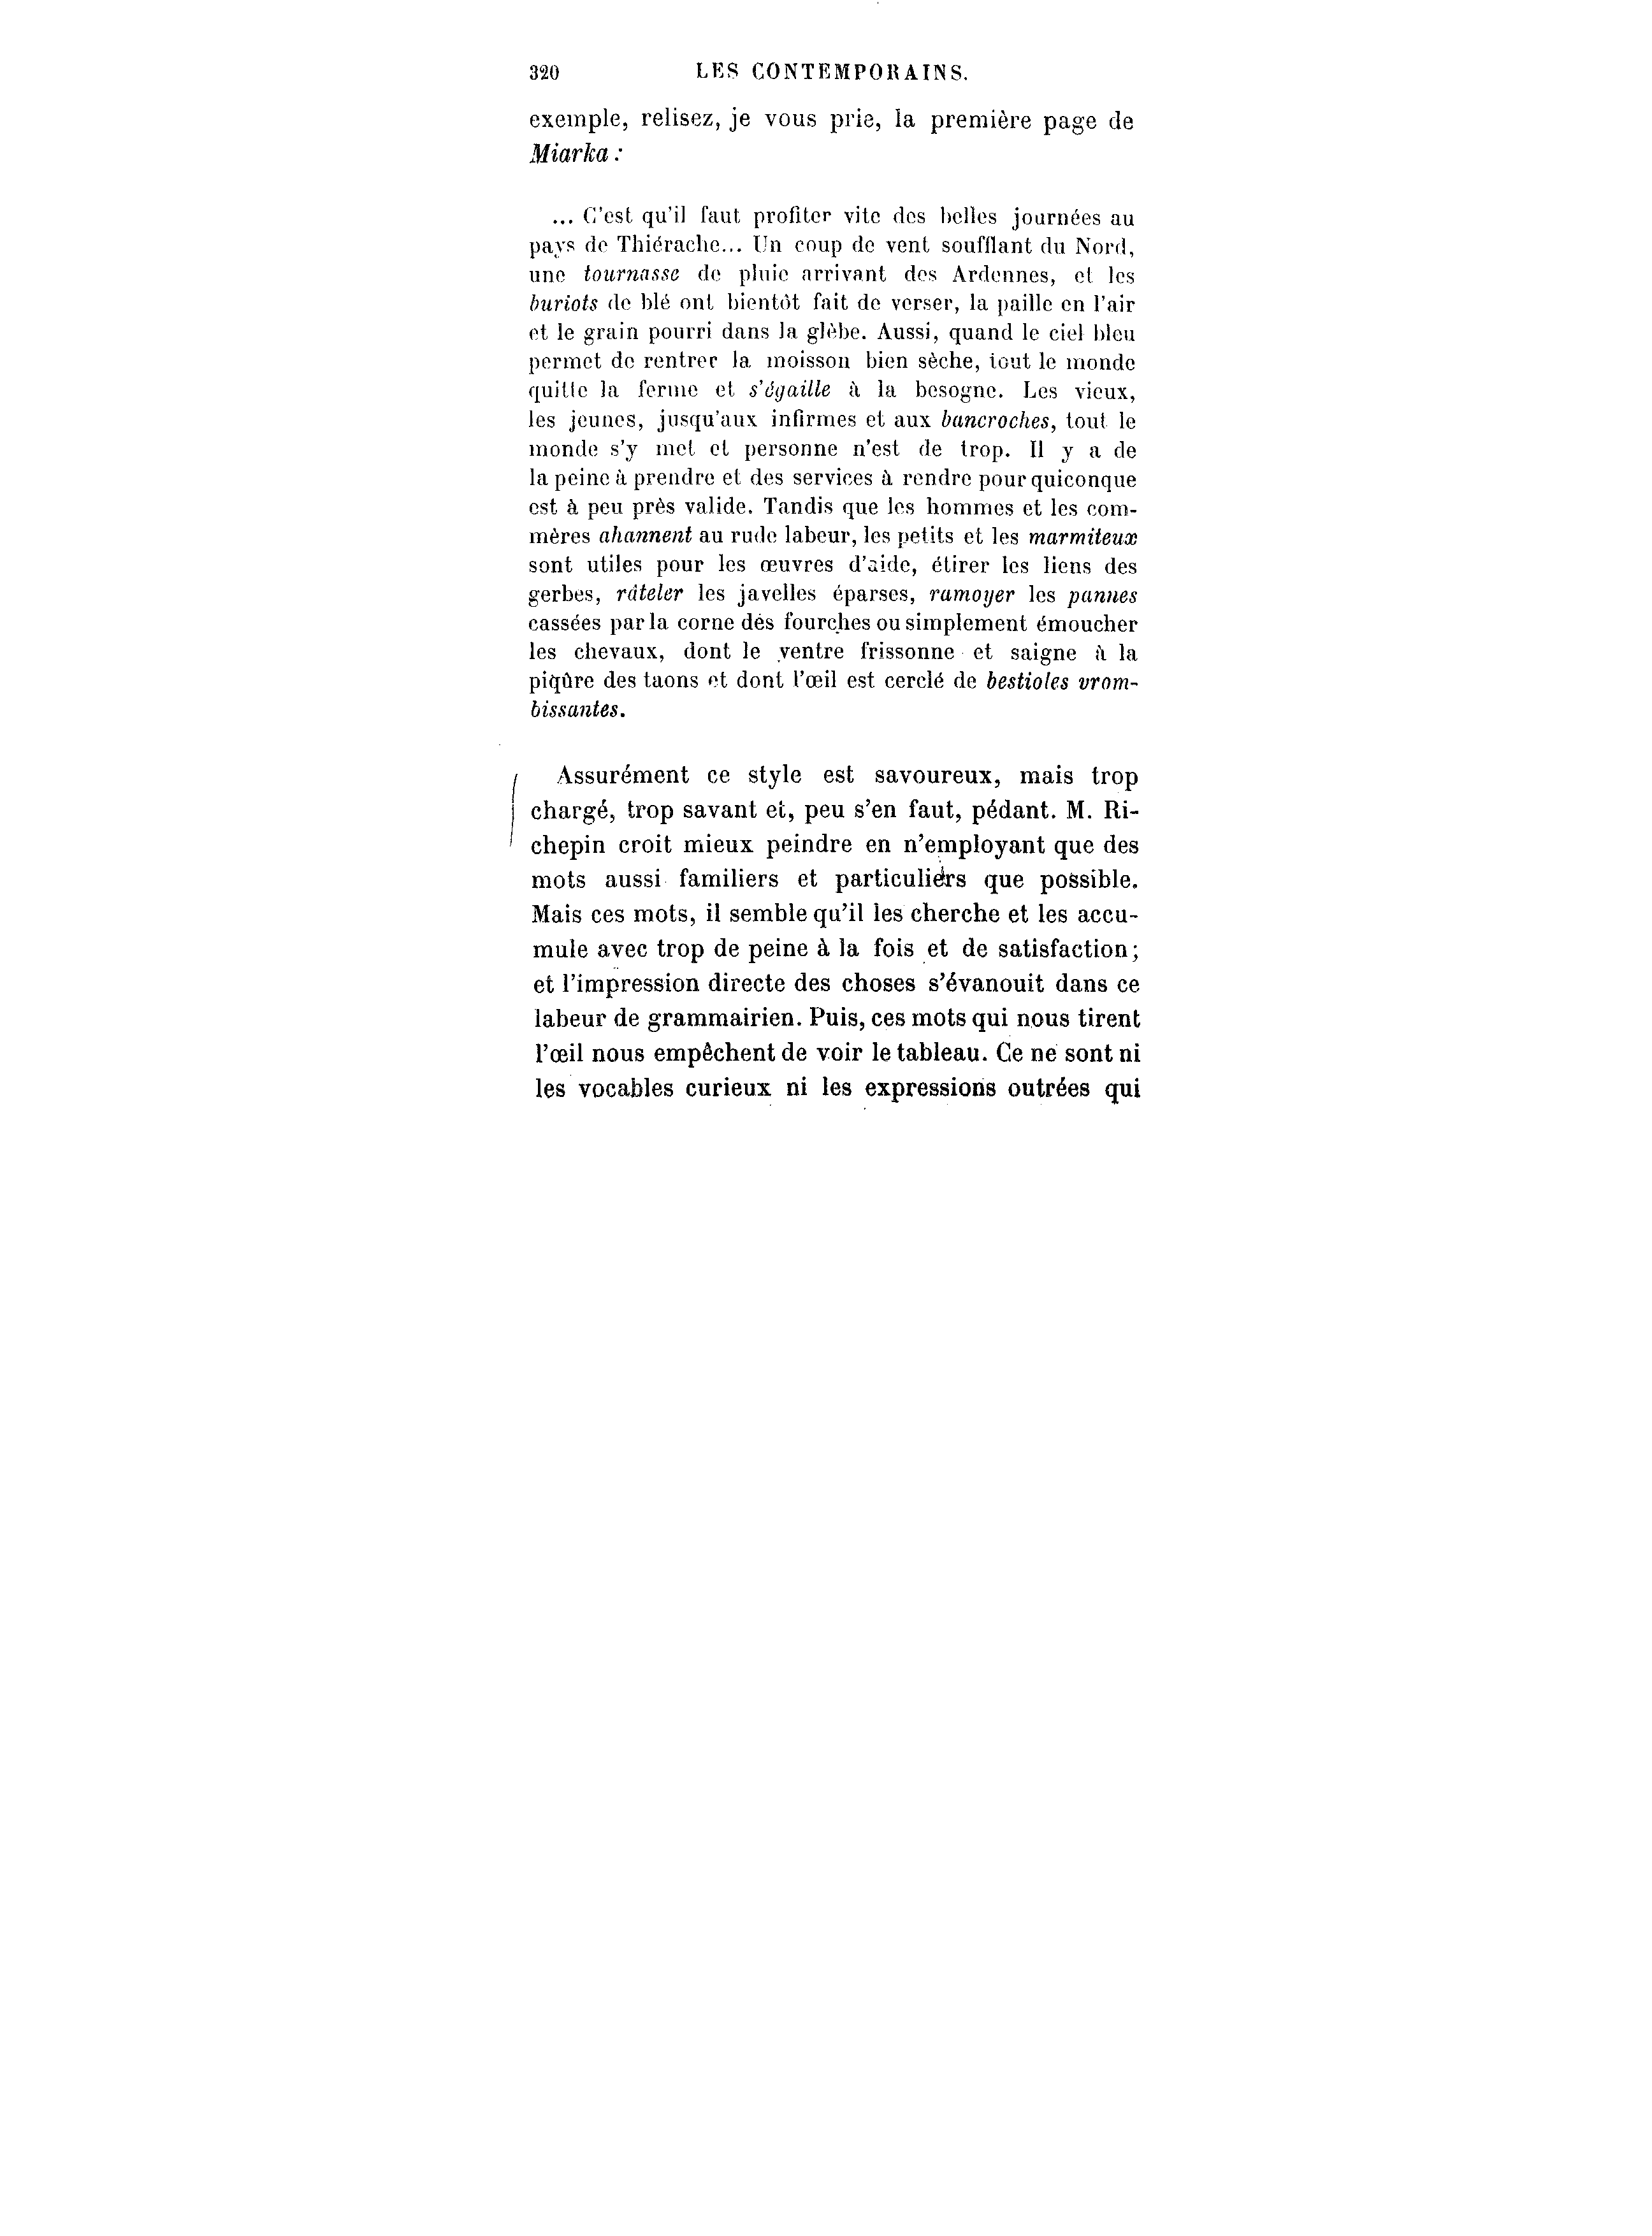 320 LES CONTEMPORAINS.
exemple, relisez, je vous prie, la première page de
Miarka :
... C'est qu'il faut profiter vite des belles journées au
pays de Thiérache... Un coup de vent soufflant du Nord,
une tournasse de pluie arrivant des Ardennes, et les
buriots de blé ont bientôt fait de verser, la paille en l'air
et le grain pourri dans la glèbe. Aussi, quand le ciel bleu
permet de rentrer la moisson bien sèche, tout le monde
quitte la ferme et s'égaille à la besogne. Les vieux,
les jeunes, jusqu'aux infirmes et aux bancroches, tout le
monde s'y met et personne n'est de trop. Il y a de
la peine à prendre et des services à rendre pour quiconque
est à peu près valide. Tandis que les hommes et les com-
mères ahannent au rude labeur, les petits et les marmiteux
sont utiles pour les œuvres d'aide, étirer les liens des
gerbes, râteler les javelles éparses, ramoyer les pannes
cassées par la corne des fourches ou simplement émoucher
les chevaux, dont le ventre frissonne et saigne à la
piqûre des taons et dont l'œil est cerclé de bestioles vrom-
bissantes.
Assurément ce style est savoureux, mais trop
chargé, trop savant et, peu s'en faut, pédant. M. Ri-
chepin croit mieux peindre en n'employant que des
mots aussi familiers et particuliers que possible.
Mais ces mots, il semble qu'il les cherche et les accu-
mule avec trop de peine à la fois et de satisfaction;
et l'impression directe des choses s'évanouit dans ce
labeur de grammairien. Puis, ces mots qui nous tirent
l'œil nous empêchent de voir le tableau. Ce ne sont ni
les vocables curieux ni les expressions outrées qui